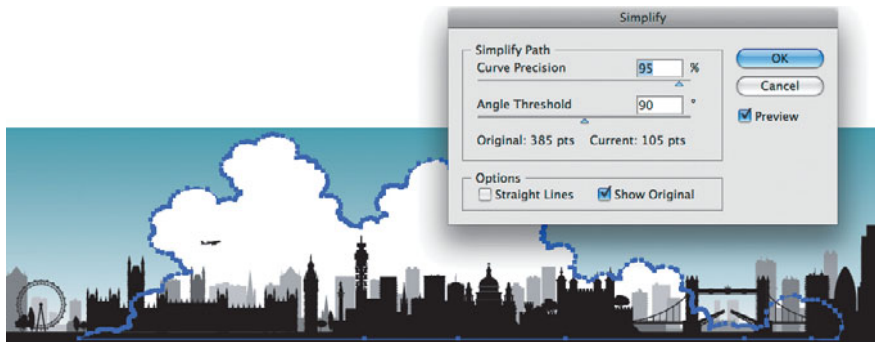 Simplify
Simplify Path
Curve Precision 95 %
Angle Threshold 90 °
Original: 385 pts Current: 105 pts
Options
Straight Lines Show Original
OK
Cancel
Preview